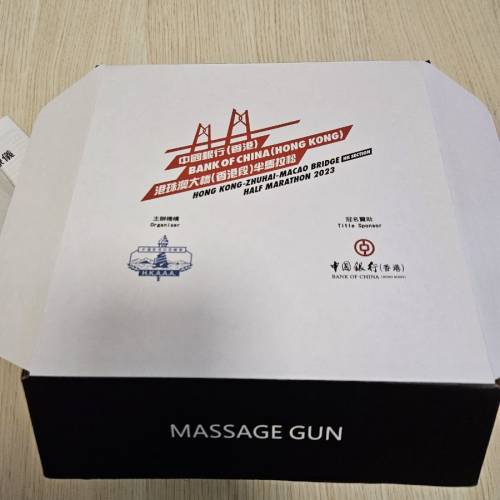 中國銀行(香港)
BANK OF CHINA (HONG KONG)
港珠澳大橋(香港段)半馬拉松
HONG KONG-ZHUHAI-MACAO BRIDGE HK SECTION
HALF MARATHON 2023
主辦機構
Organiser
冠名贊助
Title Sponsor
H.K.A.A.A.
中国银行(香港)
BANK OF CHINA (HONG KONG)
MASSAGE GUN